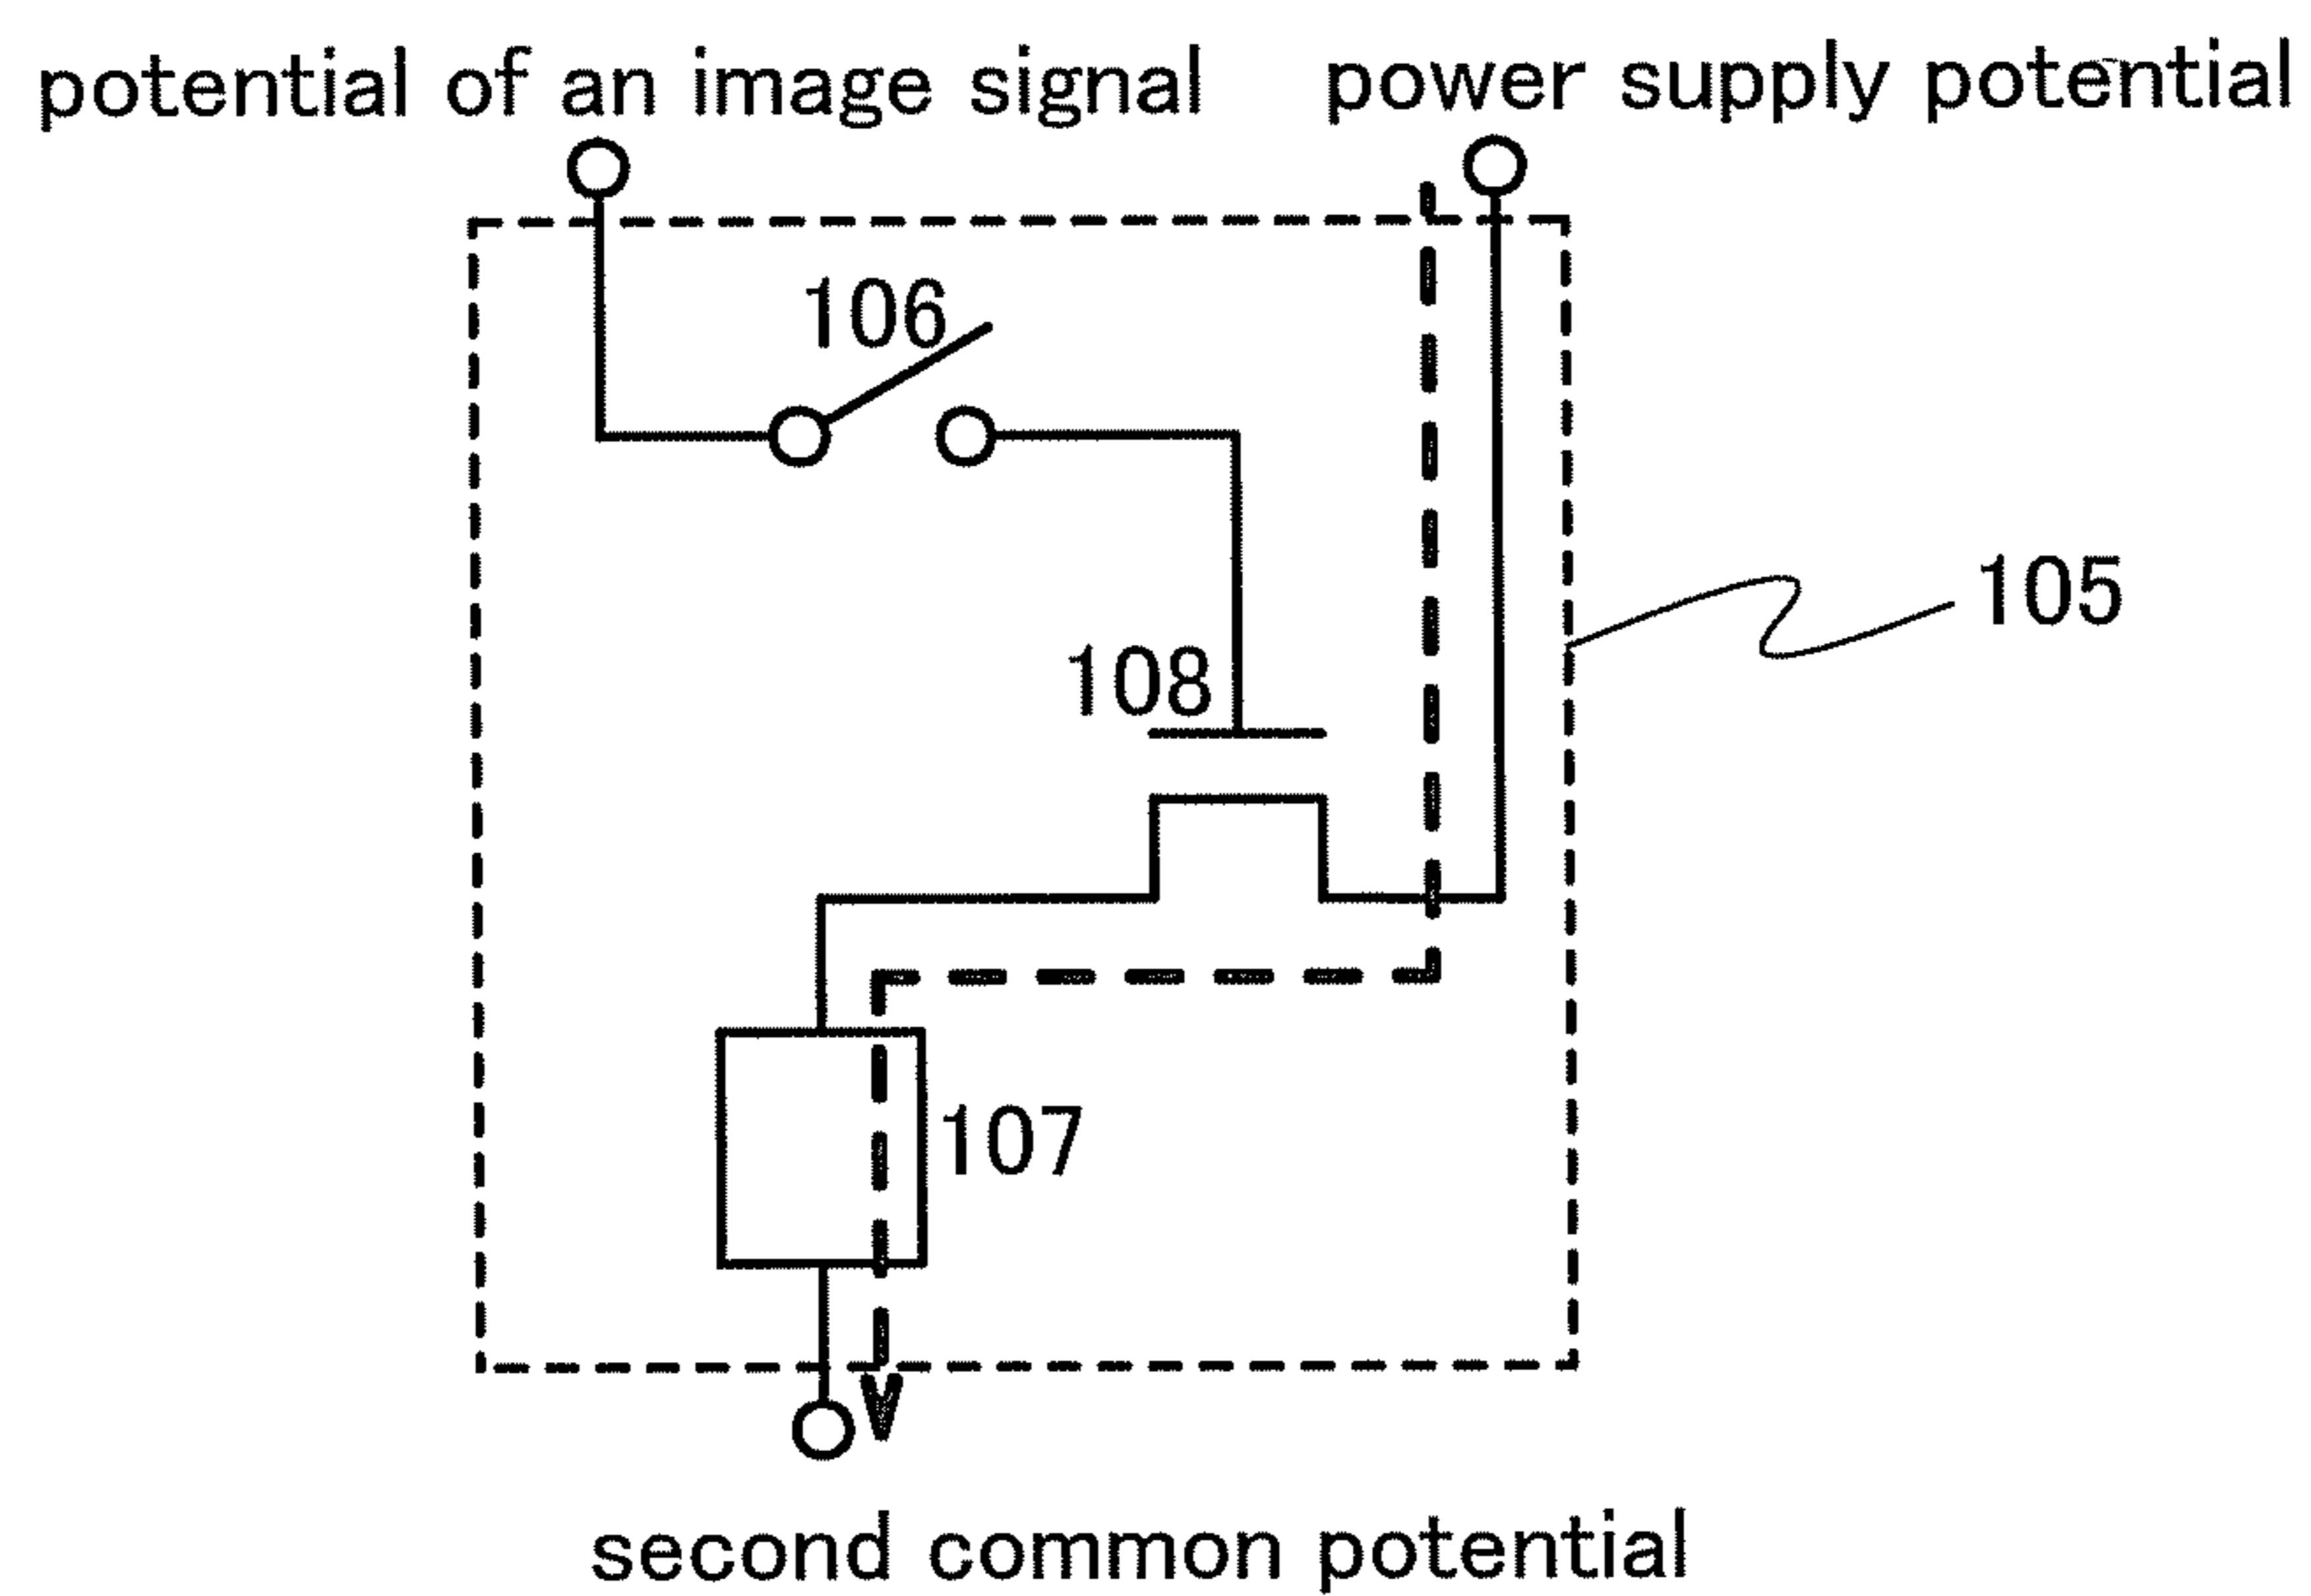 potential of an image signal
power supply potential
106
105
108
107
second common potential